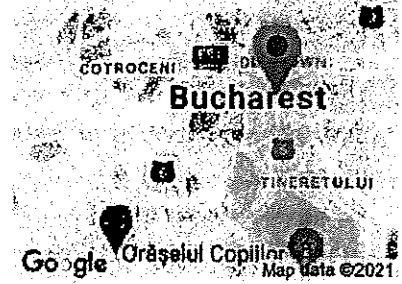 COTROCENI
Bucharest
TINERETULUI
Orășelul Copiilor
Google
Map data ©2021